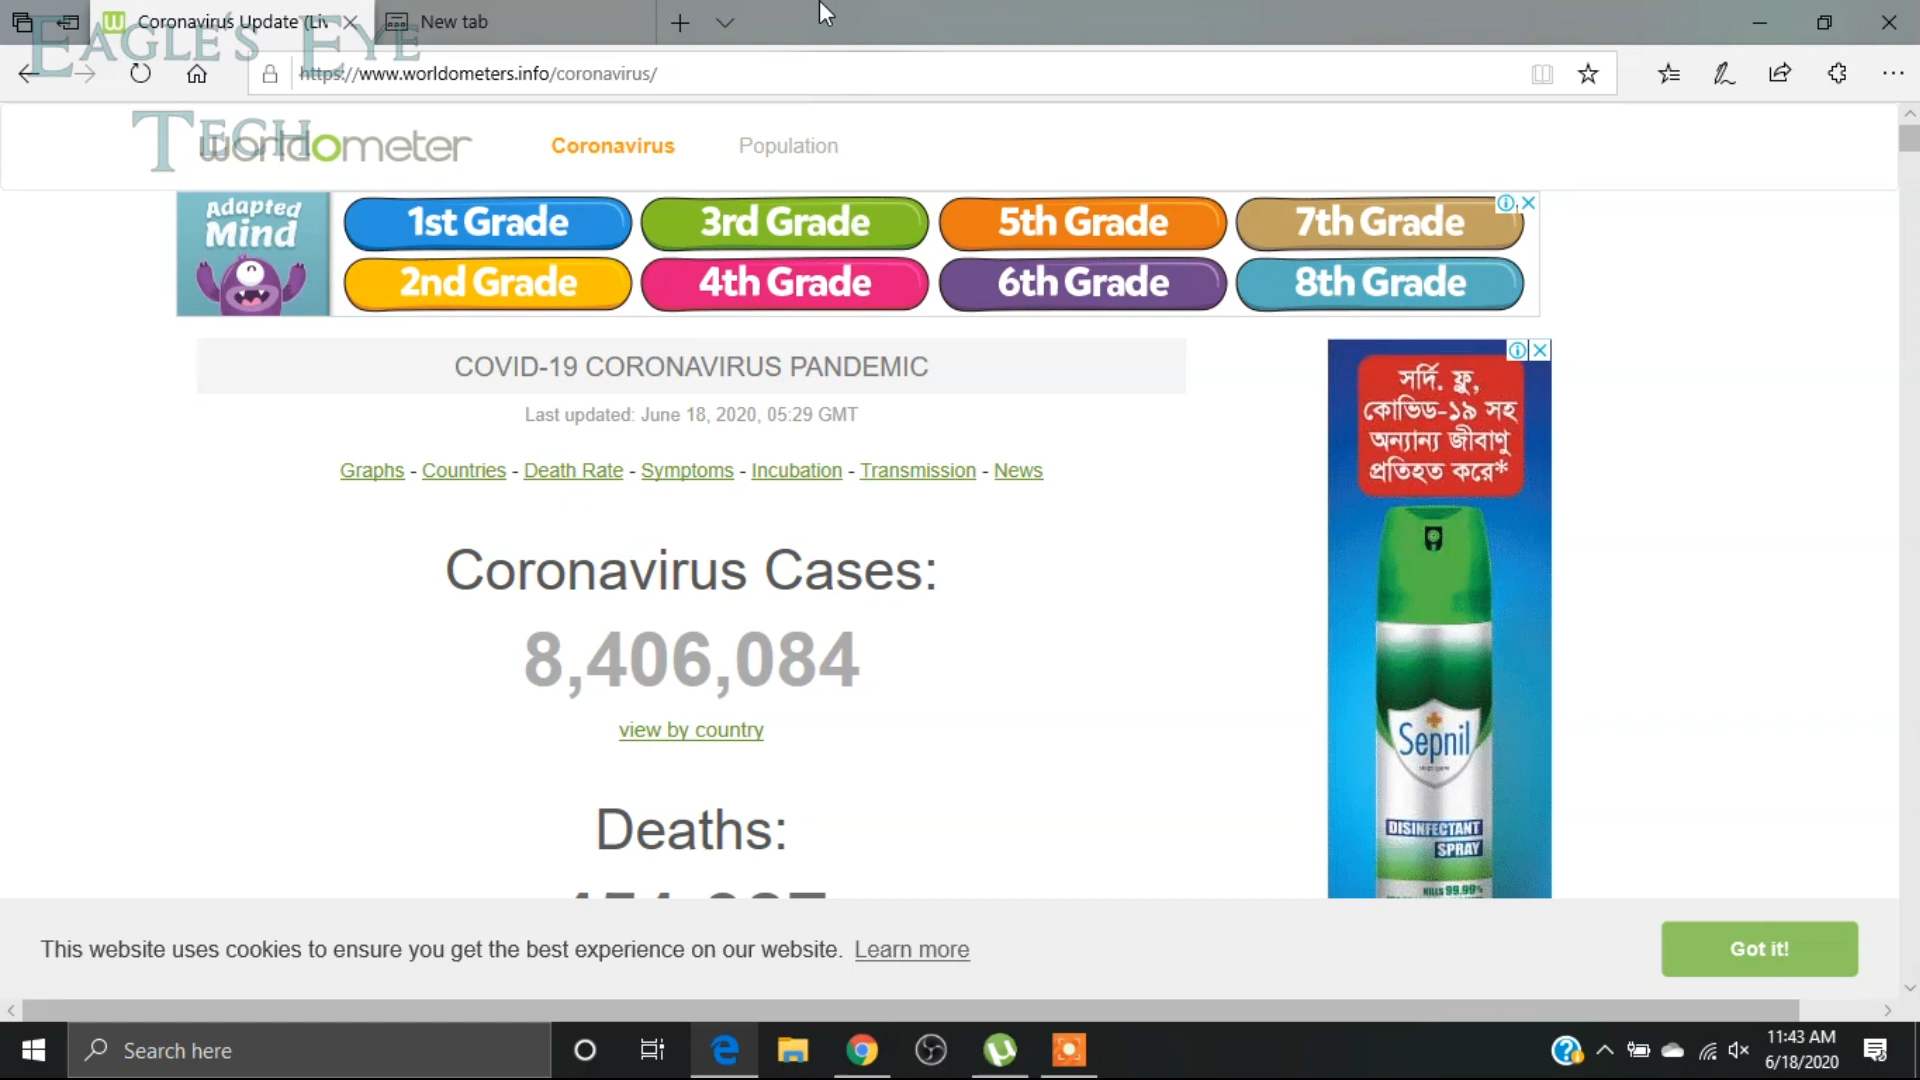 Coronavirus Update (Liv
New tab
EAGLE'S EYE
TECH
https://www.worldometers.info/coronavirus/
worldometer
Coronavirus
Population
Adapted
Mind
1st Grade
3rd Grade
5th Grade
7th Grade
2nd Grade
4th Grade
6th Grade
8th Grade
COVID-19 CORONAVIRUS PANDEMIC
Last updated: June 18, 2020, 05:29 GMT
Graphs - Countries - Death Rate - Symptoms - Incubation - Transmission - News
Coronavirus Cases:
8,406,084
view by country
Deaths:
সর্দি. ফ্লু,
কোভিড-১৯ সহ
অন্যান্য জীবাণু
প্রতিহত করে*
Sepnil
DISINFECTANT
SPRAY
KILLS 99.99%
This website uses cookies to ensure you get the best experience on our website. Learn more
Got it!
Search here
11:43 AM
6/18/2020